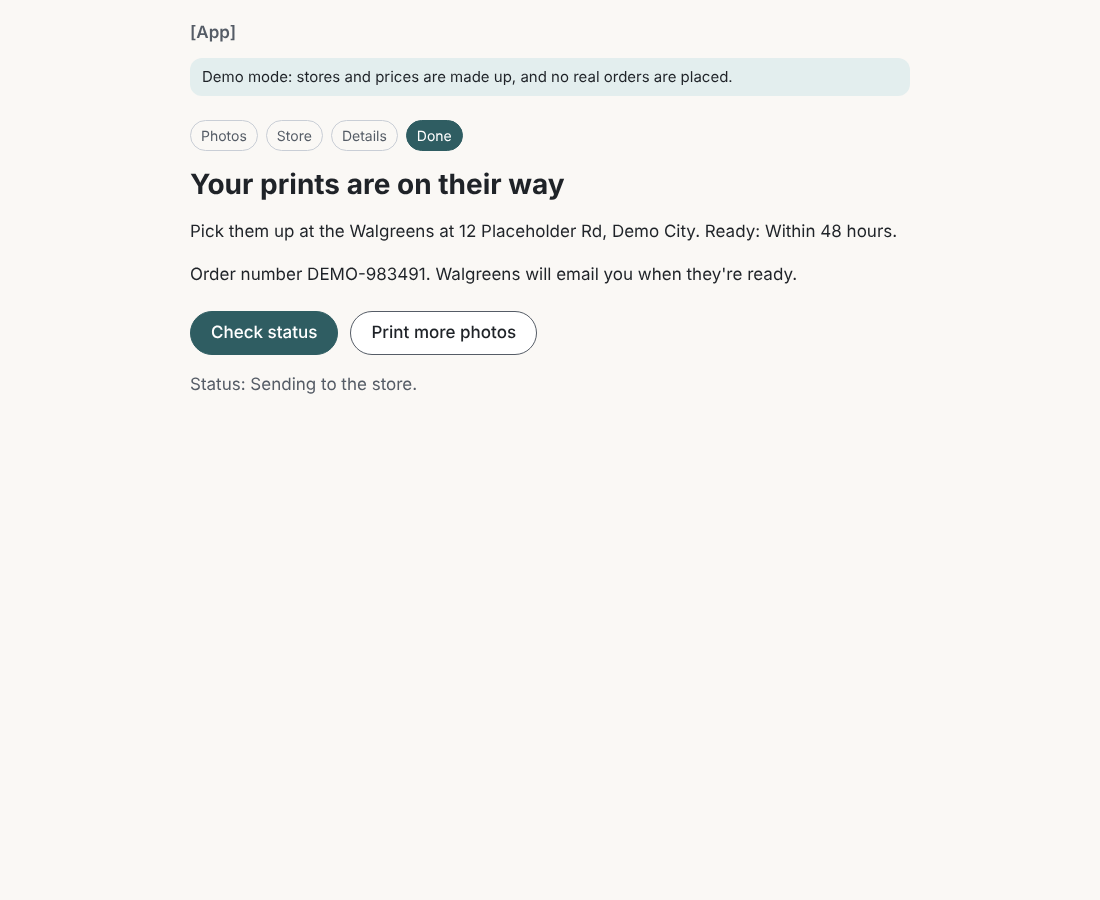 [App]
Demo mode: stores and prices are made up, and no real orders are placed.
Photos Store Details Done
Your prints are on their way
Pick them up at the Walgreens at 12 Placeholder Rd, Demo City. Ready: Within 48 hours.
Order number DEMO-983491. Walgreens will email you when they're ready.
Check status Print more photos
Status: Sending to the store.